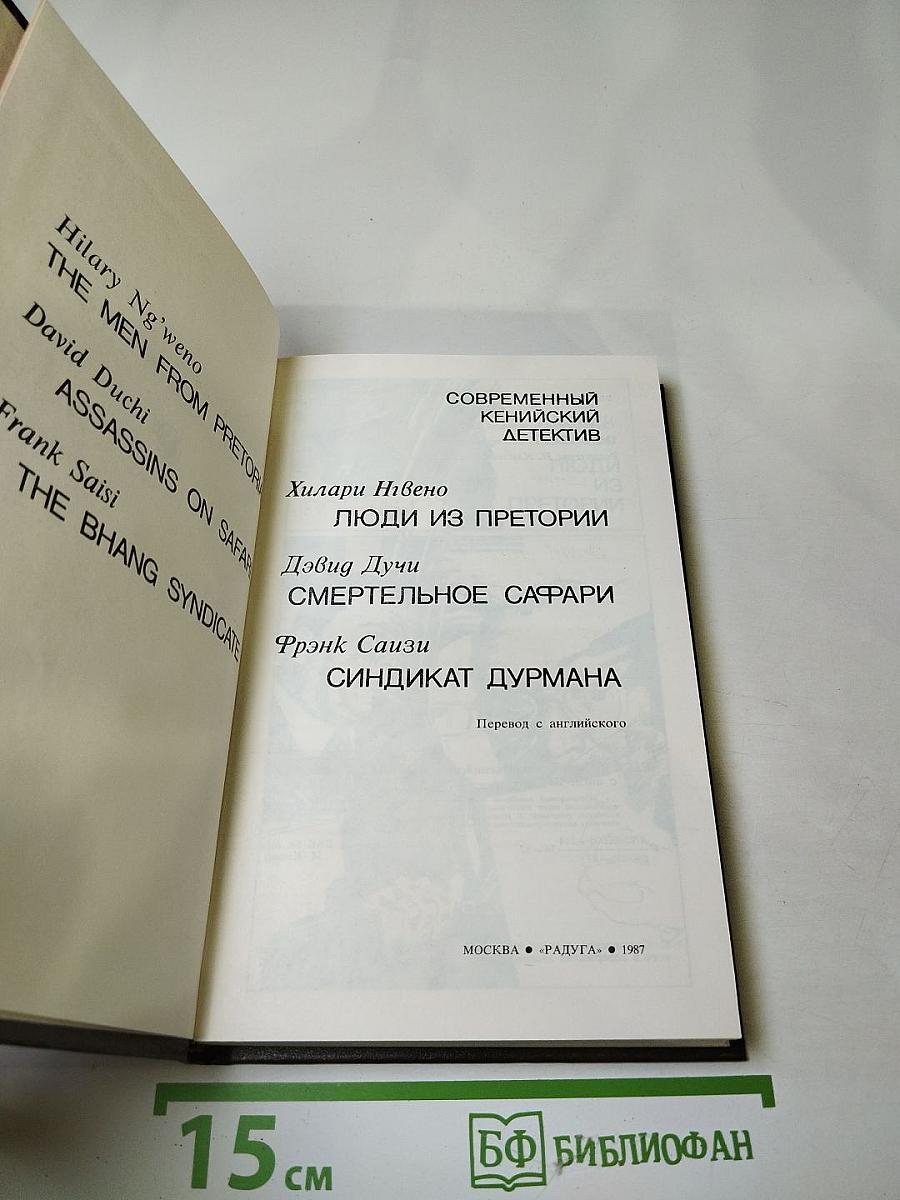 Hilary Ng'weno
THE MEN FROM PRETORIA
David Duchi
ASSASSINS ON SAFARI
Frank Saisi
THE BHANG SYNDICATE
СОВРЕМЕННЫЙ
КЕНИЙСКИЙ
ДЕТЕКТИВ
Хилари Нгвено
ЛЮДИ ИЗ ПРЕТОРИИ
Дэвид Дучи
СМЕРТЕЛЬНОЕ САФАРИ
Фрэнк Саизи
СИНДИКАТ ДУРМАНА
Перевод с английского
МОСКВА ● «РАДУГА» ● 1987
15 см
БФ БИБЛИОФАН